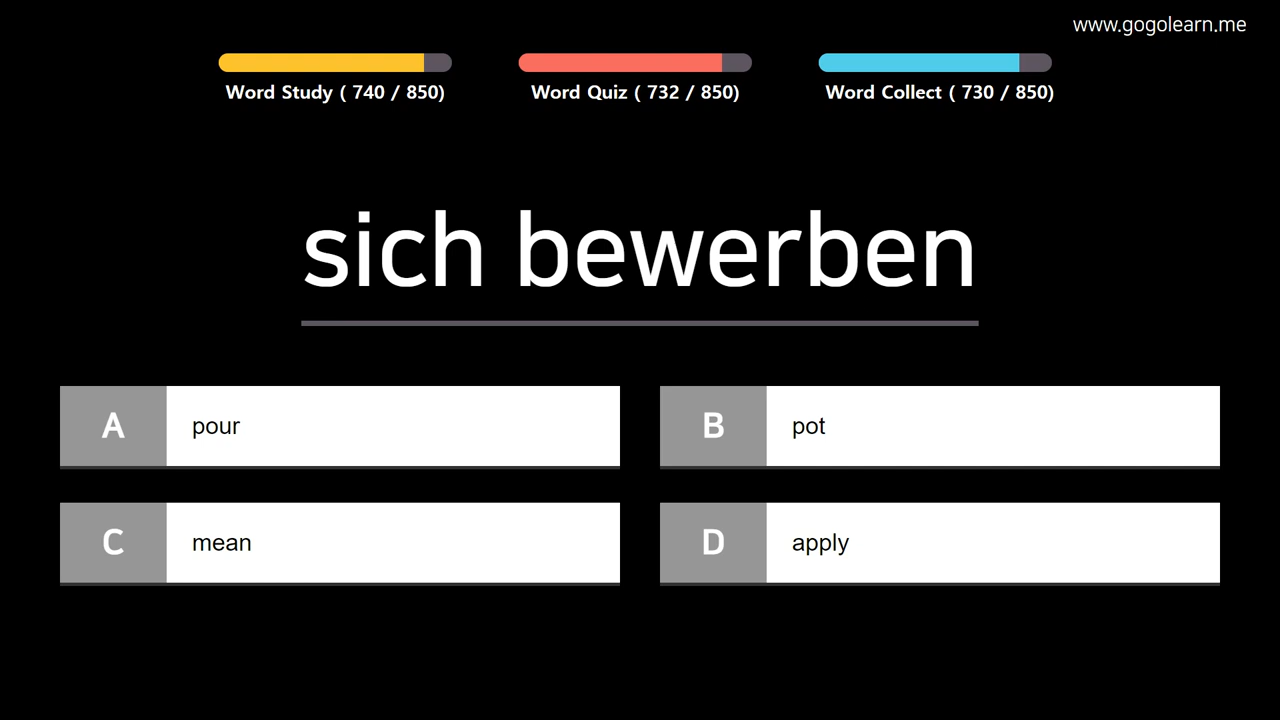 www.gogolearn.me
Word Study ( 740 / 850)
Word Quiz ( 732 / 850)
Word Collect ( 730 / 850)
sich bewerben
A pour
B pot
C mean
D apply